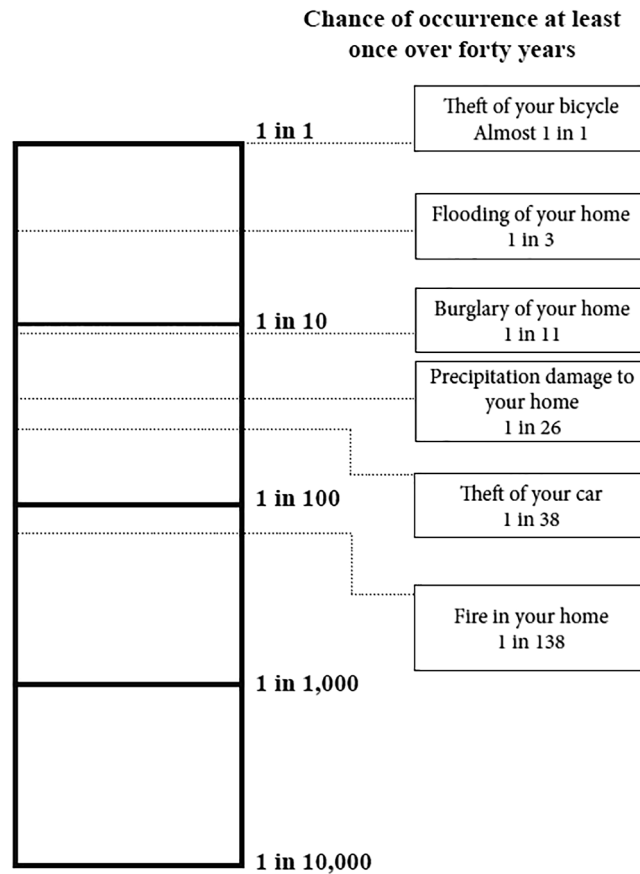 Chance of occurrence at least
once over forty years
Theft of your bicycle
Almost 1 in 1
1 in 1
Flooding of your home
1 in 3
Burglary of your home
1 in 11
1 in 10
Precipitation damage to
your home
1 in 26
Theft of your car
1 in 38
1 in 100
Fire in your home
1 in 138
1 in 1,000
1 in 10,000